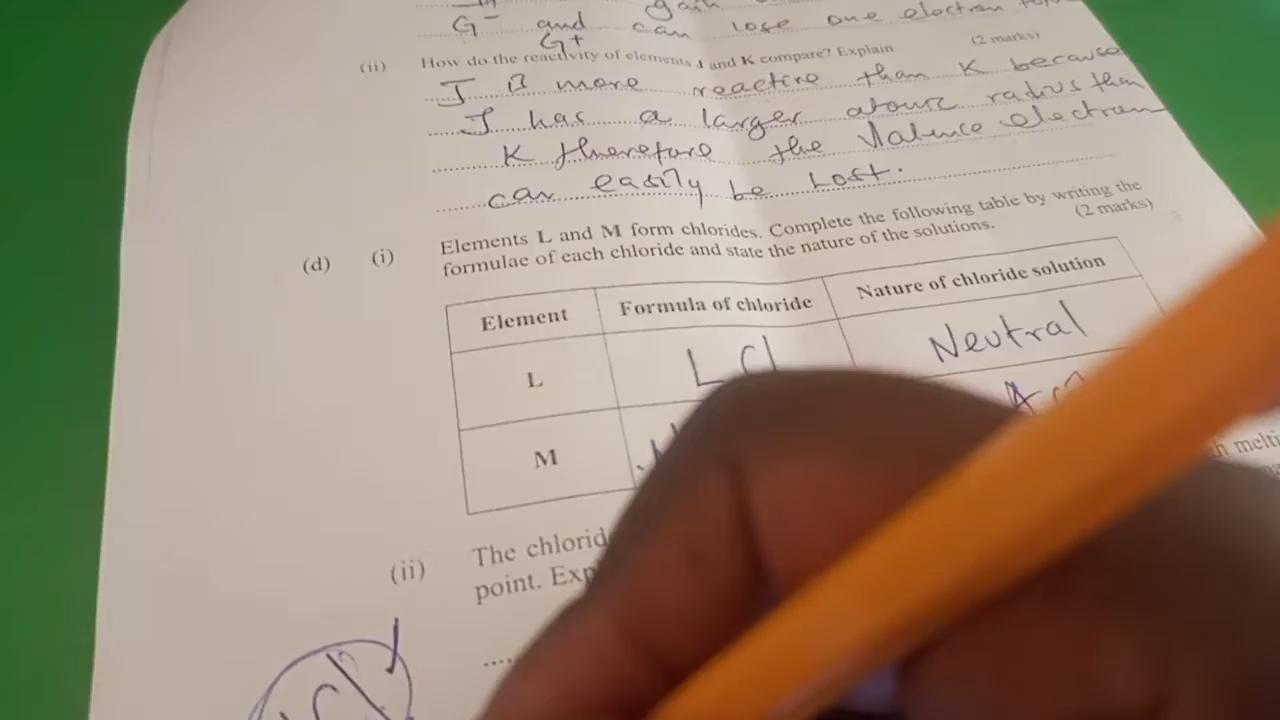 G- and can lose one electron
G+
(ii) How do the reactivity of elements J and K compare? Explain (2 marks)
J is more reactive than K because
J has a larger atomic radius than
K therefore the Valence electron
can easily be Lost.
(d) (i) Elements L and M form chlorides. Complete the following table by writing the
formulae of each chloride and state the nature of the solutions. (2 marks)
Element Formula of chloride Nature of chloride solution
L LCl Neutral
M
(ii) The chlorid
point. Exp